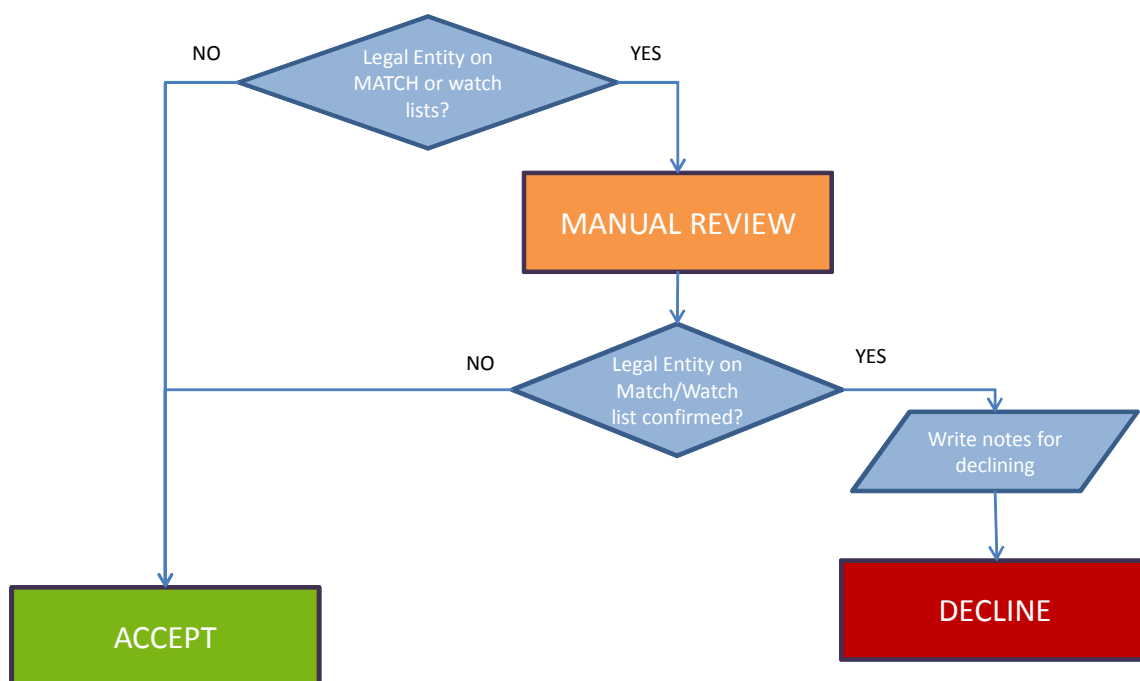 NO
Legal Entity on
MATCH or watch
lists?
YES
MANUAL REVIEW
NO
Legal Entity on
Match/Watch
list confirmed?
YES
Write notes for
declining
DECLINE
ACCEPT